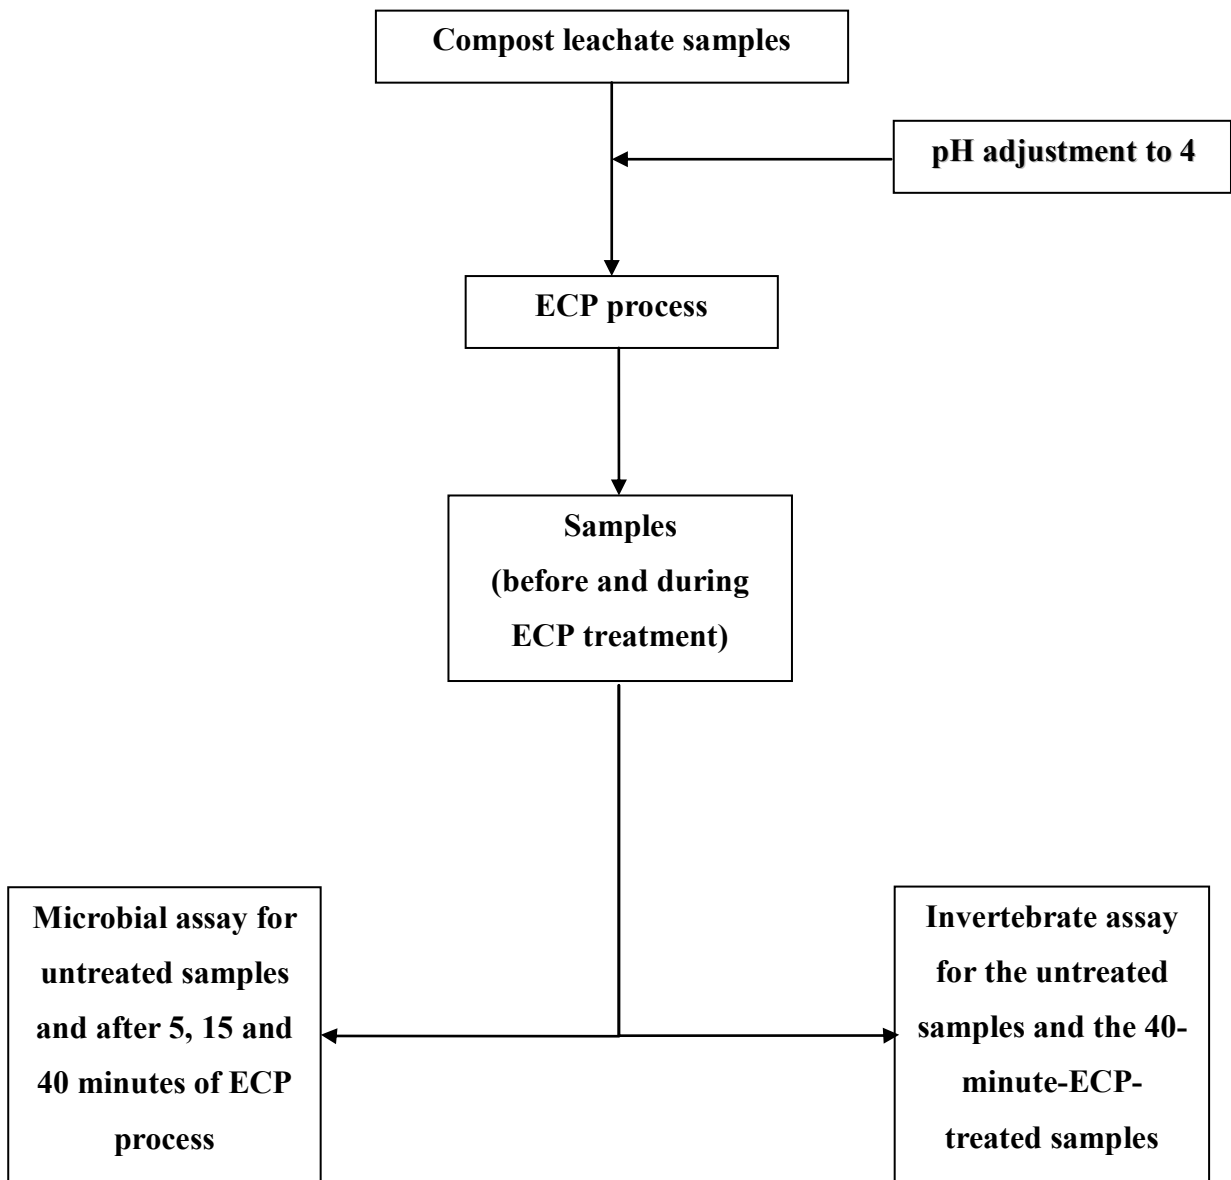 Compost leachate samples
pH adjustment to 4
ECP process
Samples
(before and during
ECP treatment)
Microbial assay for
untreated samples
and after 5, 15 and
40 minutes of ECP
process
Invertebrate assay
for the untreated
samples and the 40-
minute-ECP-
treated samples